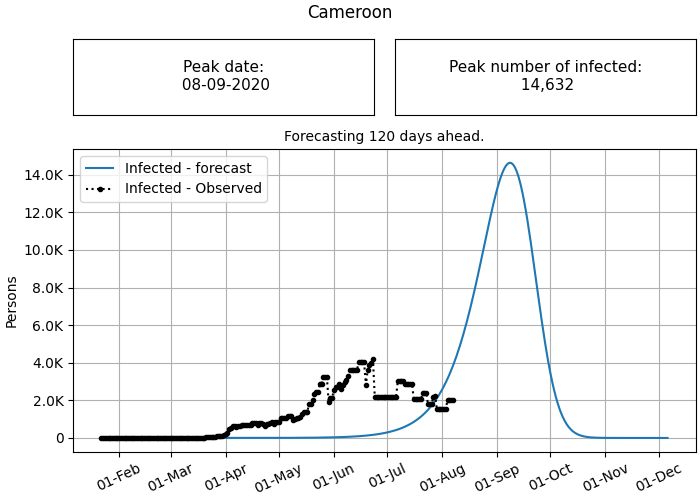 Cameroon
Peak date:
08-09-2020
Peak number of infected:
14,632
Forecasting 120 days ahead.
Infected - forecast
Infected - Observed
14.0K
12.0K
10.0K
8.0K
6.0K
4.0K
2.0K
0
Persons
01-Feb
01-Mar
01-Apr
01-May
01-Jun
01-Jul
01-Aug
01-Sep
01-Oct
01-Nov
01-Dec